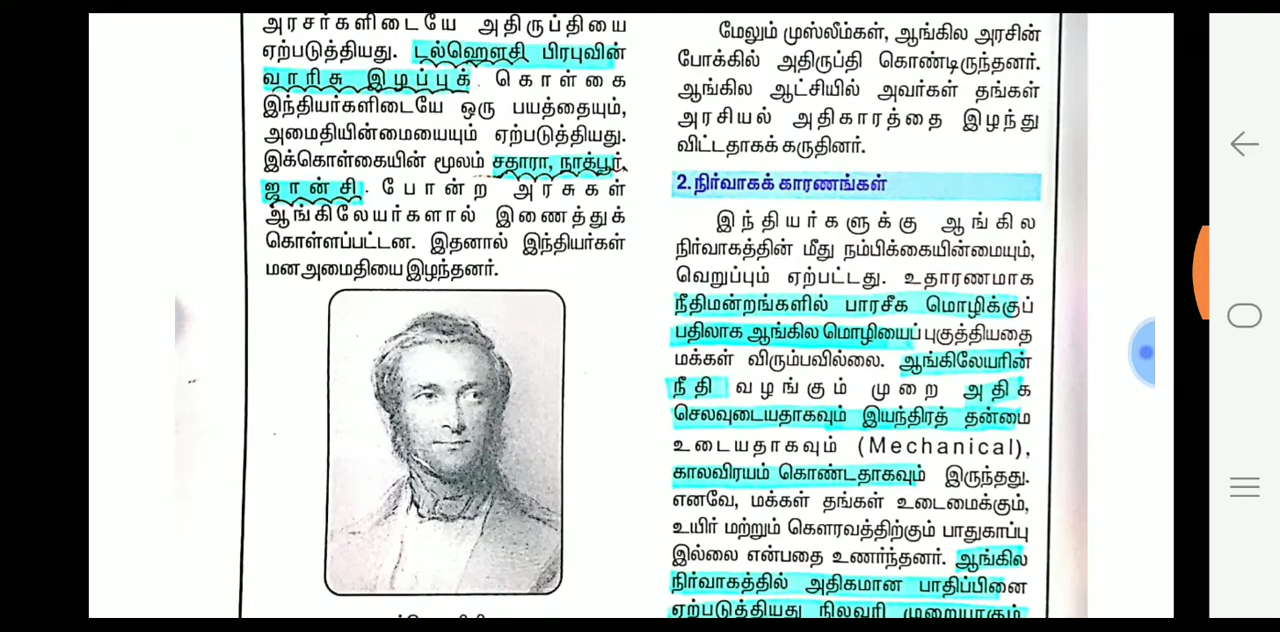 அரசர்களிடையே அதிருப்தியை
ஏற்படுத்தியது. டல்ஹௌசி பிரபுவின்
வாரிசு இழப்புக் கொள்கை
இந்தியர்களிடையே ஒரு பயத்தையும்,
அமைதியின்மையையும் ஏற்படுத்தியது.
இக்கொள்கையின் மூலம் சதாரா, நாக்பூர்,
ஜான்சி போன்ற அரசுகள்
ஆங்கிலேயர்களால் இணைத்துக்
கொள்ளப்பட்டன. இதனால் இந்தியர்கள்
மனஅமைதியை இழந்தனர்.
மேலும் முஸ்லீம்கள், ஆங்கில அரசின்
போக்கில் அதிருப்தி கொண்டிருந்தனர்.
ஆங்கில ஆட்சியில் அவர்கள் தங்கள்
அரசியல் அதிகாரத்தை இழந்து
விட்டதாகக் கருதினர்.
2. நிர்வாகக் காரணங்கள்
இந்தியர்களுக்கு ஆங்கில
நிர்வாகத்தின் மீது நம்பிக்கையின்மையும்,
வெறுப்பும் ஏற்பட்டது. உதாரணமாக
நீதிமன்றங்களில் பாரசீக மொழிக்குப்
பதிலாக ஆங்கில மொழியைப் புகுத்தியதை
மக்கள் விரும்பவில்லை. ஆங்கிலேயரின்
நீதி வழங்கும் முறை அதிக
செலவுடையதாகவும் இயந்திரத் தன்மை
உடையதாகவும் (Mechanical),
காலவிரயம் கொண்டதாகவும் இருந்தது.
எனவே, மக்கள் தங்கள் உடைமைக்கும்,
உயிர் மற்றும் கௌரவத்திற்கும் பாதுகாப்பு
இல்லை என்பதை உணர்ந்தனர். ஆங்கில
நிர்வாகத்தில் அதிகமான பாதிப்பினை
ஏற்படுத்தியது நிலவரி முறையாகும்